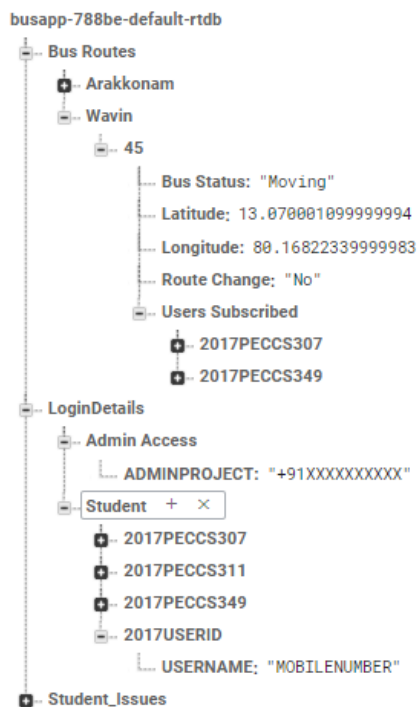 busapp-788be-default-rtdb
Bus Routes
Arakkonam
Wavin
45
Bus Status: "Moving"
Latitude: 13.070001099999994
Longitude: 80.16822339999983
Route Change: "No"
Users Subscribed
2017PECCS307
2017PECCS349
LoginDetails
Admin Access
ADMINPROJECT: "+91XXXXXXXXXX"
Student + ×
2017PECCS307
2017PECCS311
2017PECCS349
2017USERID
USERNAME: "MOBILENUMBER"
Student_Issues